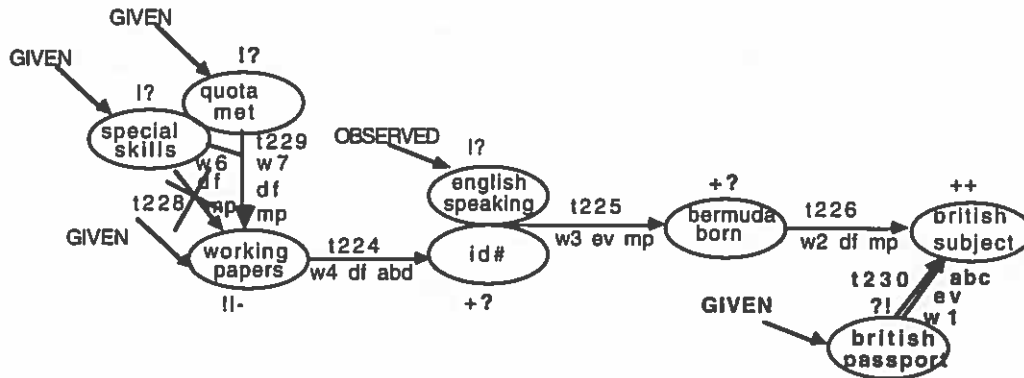 GIVEN
GIVEN
!?
!?
quota
met
special
skills
t229
w6
w7
df
df
mp
mp
t228
GIVEN
working
papers
!!-
t224
w4 df abd
OBSERVED
!?
english
speaking
id#
+?
t225
w3 ev mp
+?
bermuda
born
t226
w2 df mp
++
british
subject
t230
abc
ev
w1
?!
GIVEN
british
passport